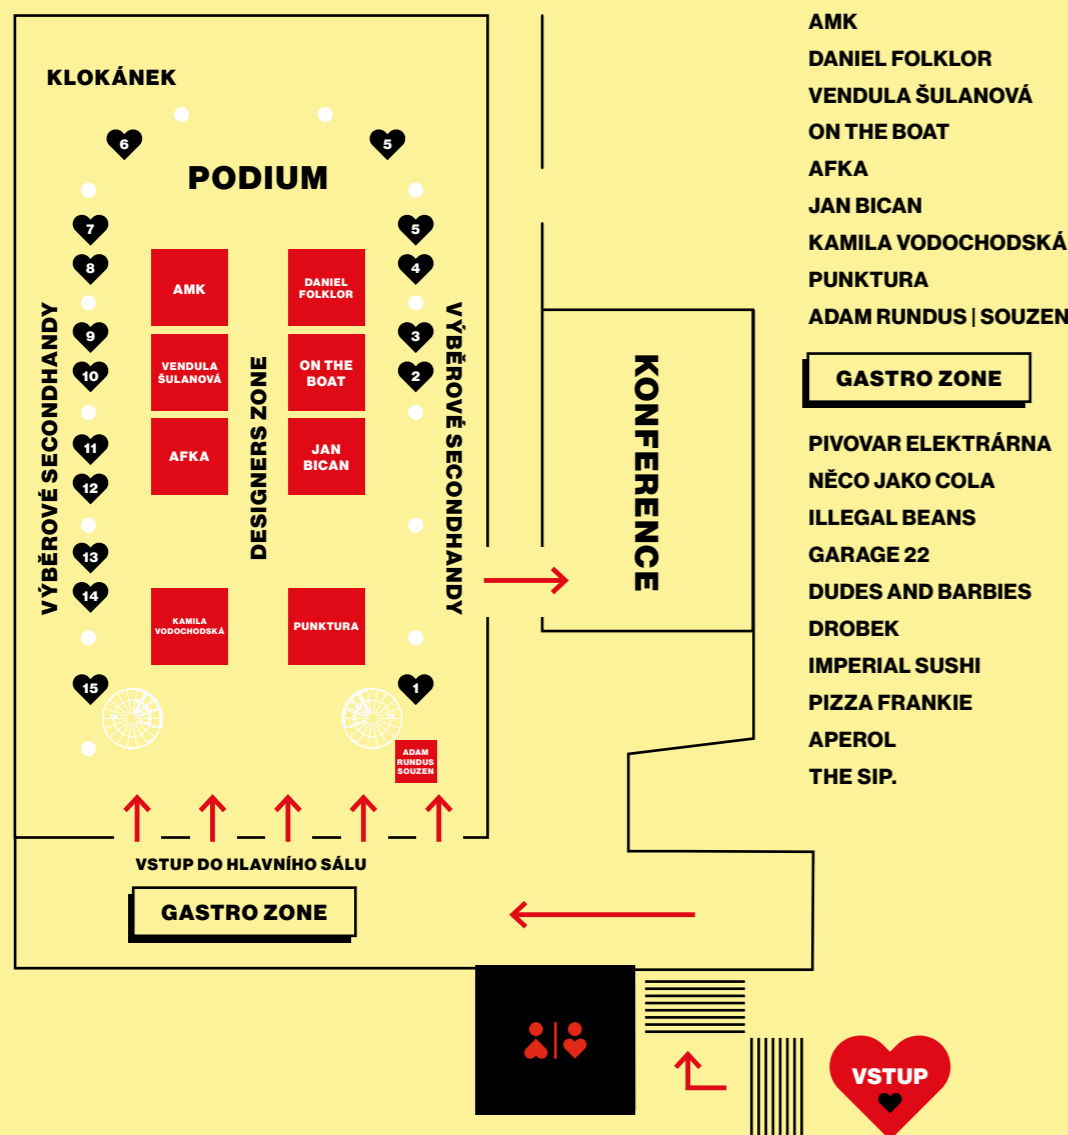 KLOKÁNEK
6
5
PODIUM
7
5
8
4
AMK
DANIEL
FOLKLOR
9
3
10
2
VENDULA
ŠULANOVÁ
ON THE
BOAT
11
AFKA
JAN
BICAN
12
13
14
KAMILA
VODOCHODSKÁ
PUNKTURA
15
1
ADAM
RUNDUS
SOUZEN
VÝBĚROVÉ SECONDHANDY
DESIGNERS ZONE
VÝBĚROVÉ SECONDHANDY
KONFERENCE
VSTUP DO HLAVNÍHO SÁLU
GASTRO ZONE
VSTUP
AMK
DANIEL FOLKLOR
VENDULA ŠULANOVÁ
ON THE BOAT
AFKA
JAN BICAN
KAMILA VODOCHODSKÁ
PUNKTURA
ADAM RUNDUS | SOUZEN
GASTRO ZONE
PIVOVAR ELEKTRÁRNA
NĚCO JAKO COLA
ILLEGAL BEANS
GARAGE 22
DUDES AND BARBIES
DROBEK
IMPERIAL SUSHI
PIZZA FRANKIE
APEROL
THE SIP.